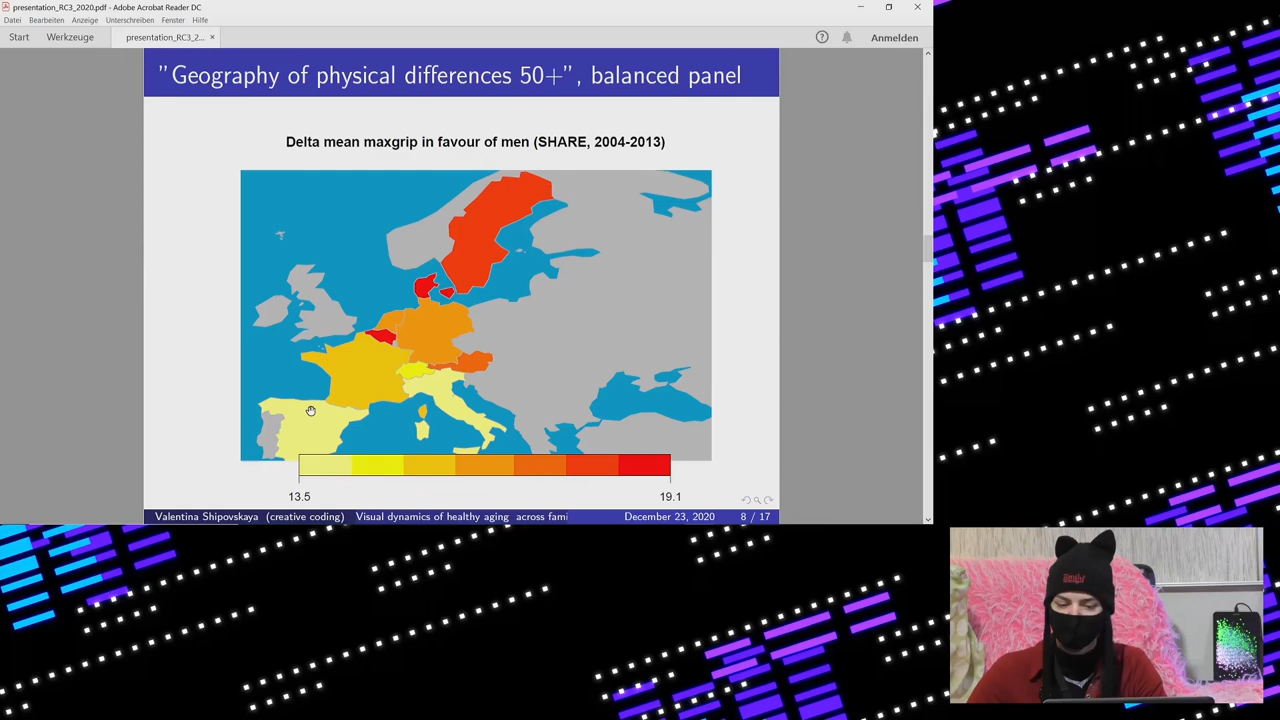 presentation_RC3_2020.pdf - Adobe Acrobat Reader DC
Datei Bearbeiten Anzeige Unterschreiben Fenster Hilfe
Start Werkzeuge presentation_RC3_2... × Anmelden
"Geography of physical differences 50+", balanced panel
Delta mean maxgrip in favour of men (SHARE, 2004-2013)
13.5 19.1
Valentina Shipovskaya (creative coding) Visual dynamics of healthy aging across fami December 23, 2020 8 / 17